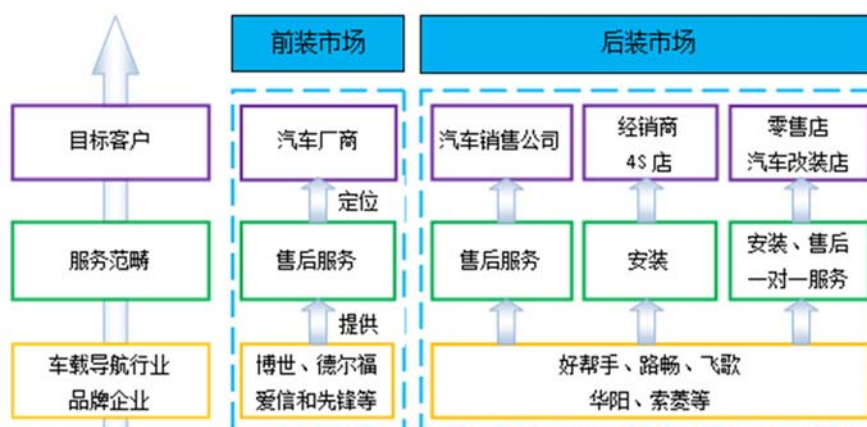 前装市场
后装市场
目标客户
汽车厂商
汽车销售公司
经销商
4S店
零售店
汽车改装店
定位
服务范畴
售后服务
售后服务
安装
安装、售后
一对一服务
提供
车载导航行业
品牌企业
博世、德尔福
爱信和先锋等
好帮手、路畅、飞歌
华阳、索菱等